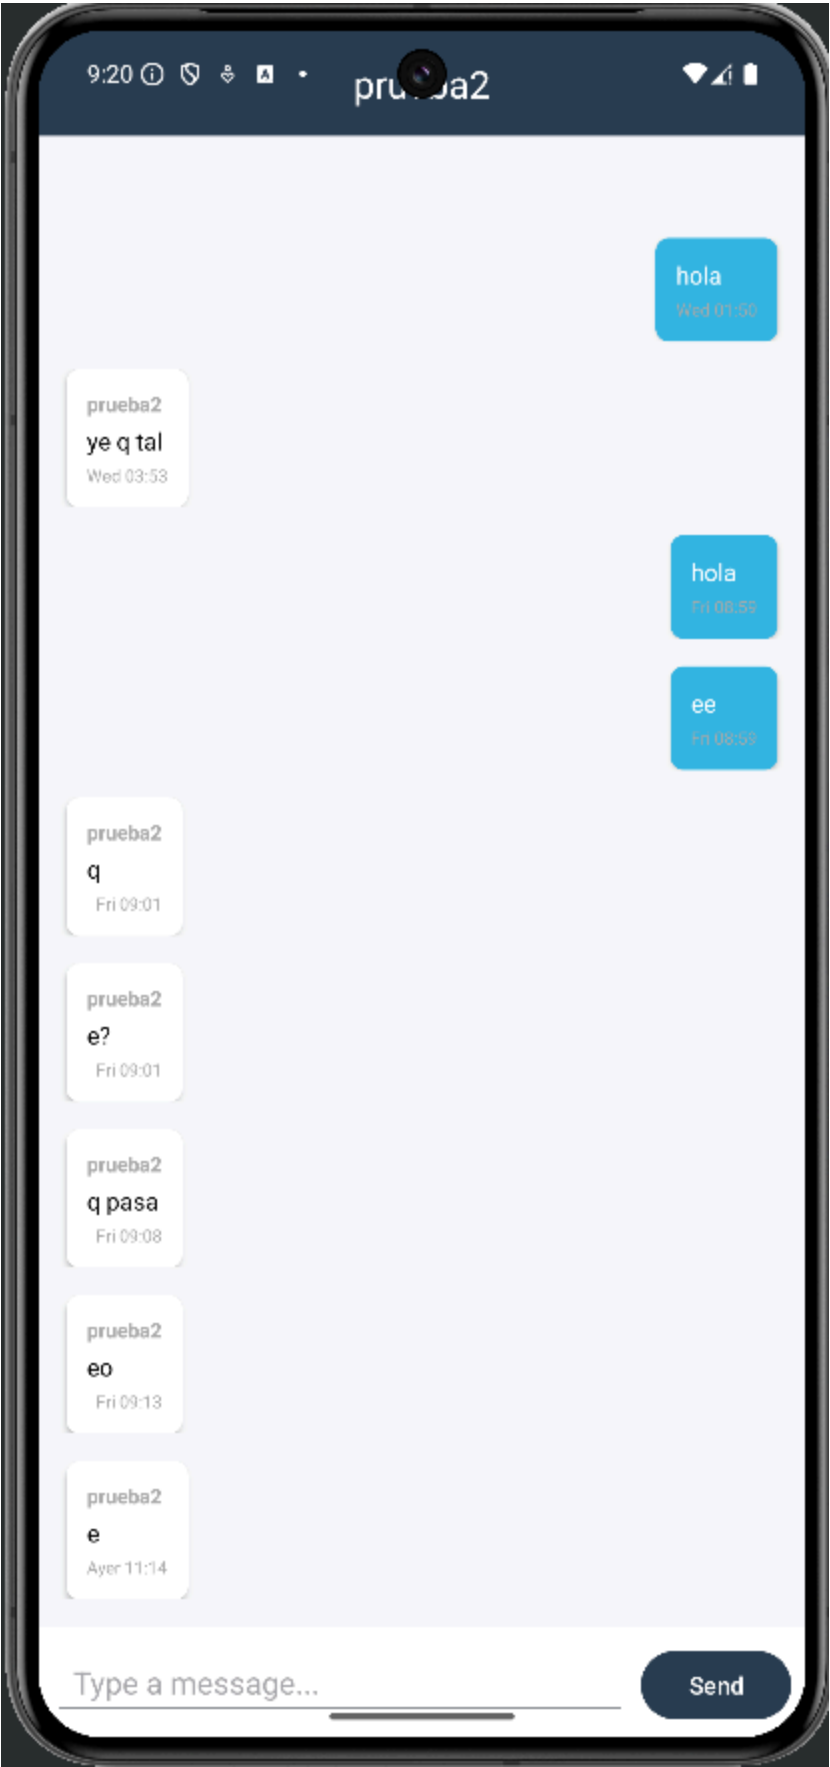 9:20
prueba2
hola
Wed 01:50
prueba2
ye q tal
Wed 03:53
hola
Fri 08:59
ee
Fri 08:59
prueba2
q
Fri 09:01
prueba2
e?
Fri 09:01
prueba2
q pasa
Fri 09:08
prueba2
eo
Fri 09:13
prueba2
e
Ayer 11:14
Type a message...
Send